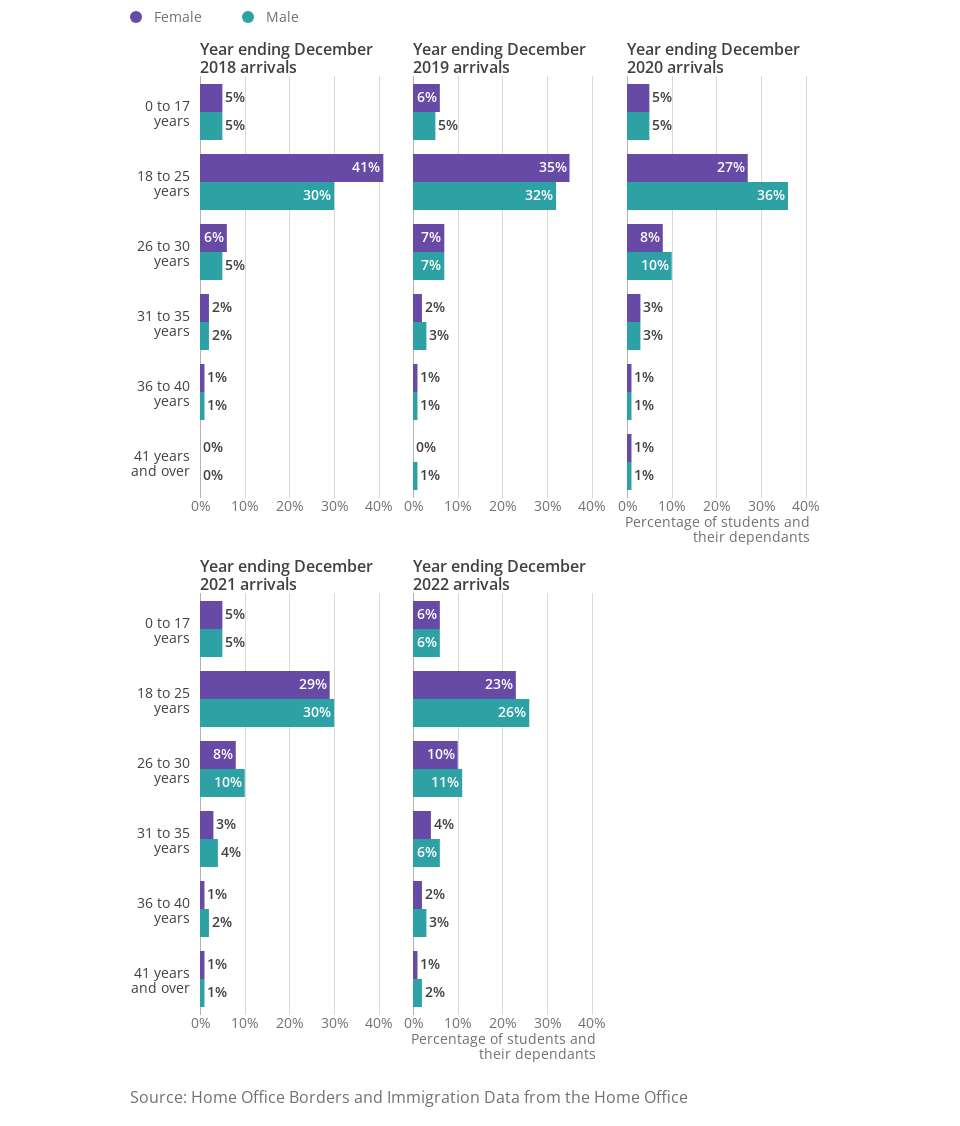 Female Male
Year ending December Year ending December Year ending December
2018 arrivals 2019 arrivals 2020 arrivals
0 to 17
years
5% 6% 5%
5% 5% 5%
18 to 25
years
41% 35% 27%
30% 32% 36%
26 to 30
years
6% 7% 8%
5% 7% 10%
31 to 35
years
2% 2% 3%
2% 3% 3%
36 to 40
years
1% 1% 1%
1% 1% 1%
41 years
and over
0% 0% 1%
0% 1% 1%
0% 10% 20% 30% 40% 0% 10% 20% 30% 40% 0% 10% 20% 30% 40%
Percentage of students and
their dependants
Year ending December Year ending December
2021 arrivals 2022 arrivals
0 to 17
years
5% 6%
5% 6%
18 to 25
years
29% 23%
30% 26%
26 to 30
years
8% 10%
10% 11%
31 to 35
years
3% 4%
4% 6%
36 to 40
years
1% 2%
2% 3%
41 years
and over
1% 1%
1% 2%
0% 10% 20% 30% 40% 0% 10% 20% 30% 40%
Percentage of students and
their dependants
Source: Home Office Borders and Immigration Data from the Home Office